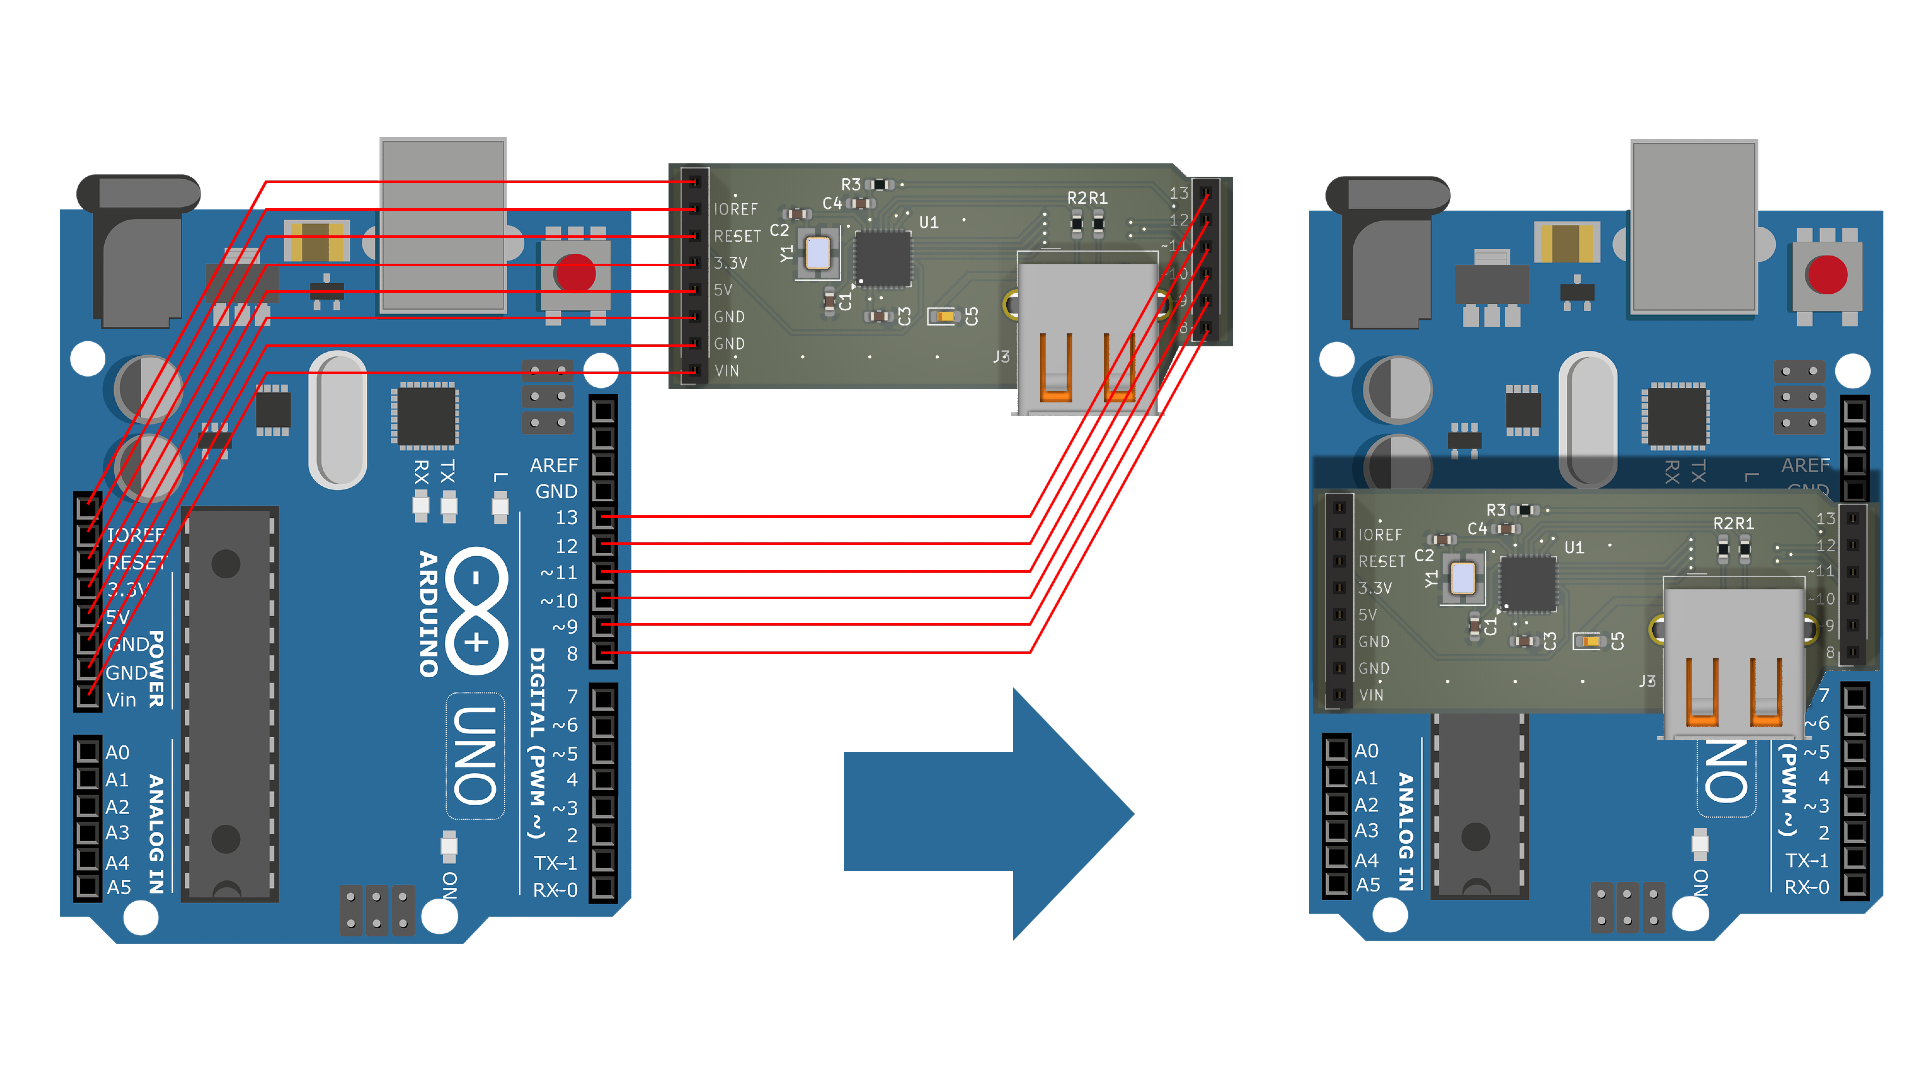 IOREF
RESET
3.3V
5V
GND
GND
Vin
POWER
A0
A1
A2
A3
A4
A5
ANALOG IN
RX
TX
L
ARDUINO
UNO
ON
AREF
GND
13
12
~11
~10
~9
8
7
~6
~5
4
~3
2
TX→1
RX←0
DIGITAL (PWM ~)
IOREF
RESET
3.3V
5V
GND
GND
VIN
R3
C4
C2
Y1
U1
C1
C3
C5
R2R1
J3
13
12
~11
~10
~9
8
RX
TX
L
AREF
GND
IOREF
RESET
3.3V
5V
GND
GND
VIN
R3
C4
C2
Y1
U1
C1
C3
C5
R2R1
J3
13
12
~11
~10
~9
8
7
~6
~5
4
~3
2
TX→1
RX←0
(PWM ~)
NO
ON
A0
A1
A2
A3
A4
A5
ANALOG IN